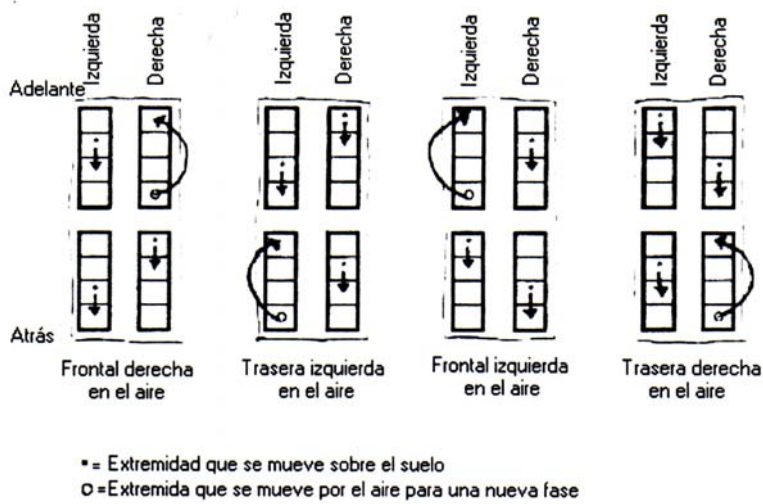 Izquierda
Derecha
Izquierda
Derecha
Izquierda
Derecha
Izquierda
Derecha
Adelante
Atrás
Frontal derecha
en el aire
Trasera izquierda
en el aire
Frontal izquierda
en el aire
Trasera derecha
en el aire
▪ = Extremidad que se mueve sobre el suelo
O =Extremida que se mueve por el aire para una nueva fase